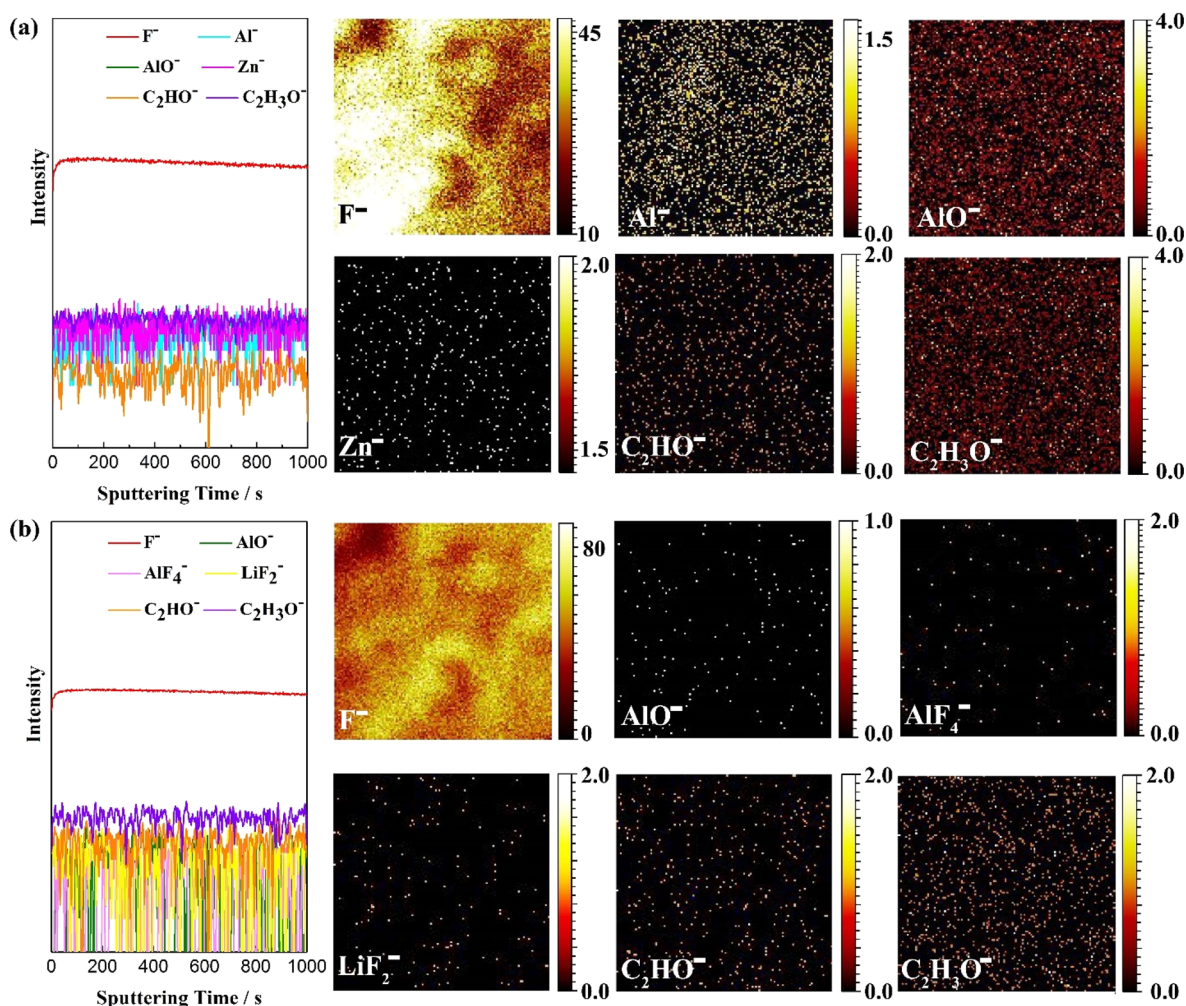 (a)
F⁻ Al⁻
AlO⁻ Zn⁻
C₂HO⁻ C₂H₃O⁻
Intensity
0 200 400 600 800 1000
Sputtering Time / s
45
F⁻
10
1.5
Al⁻
0.0
4.0
AlO⁻
0.0
2.0
Zn⁻
1.5
2.0
C₂HO⁻
0.0
4.0
C₂H₃O⁻
0.0
(b)
F⁻ AlO⁻
AlF₄⁻ LiF₂⁻
C₂HO⁻ C₂H₃O⁻
Intensity
0 200 400 600 800 1000
Sputtering Time / s
80
F⁻
0
1.0
AlO⁻
0.0
2.0
AlF₄⁻
0.0
2.0
LiF₂⁻
0.0
2.0
C₂HO⁻
0.0
2.0
C₂H₃O⁻
0.0